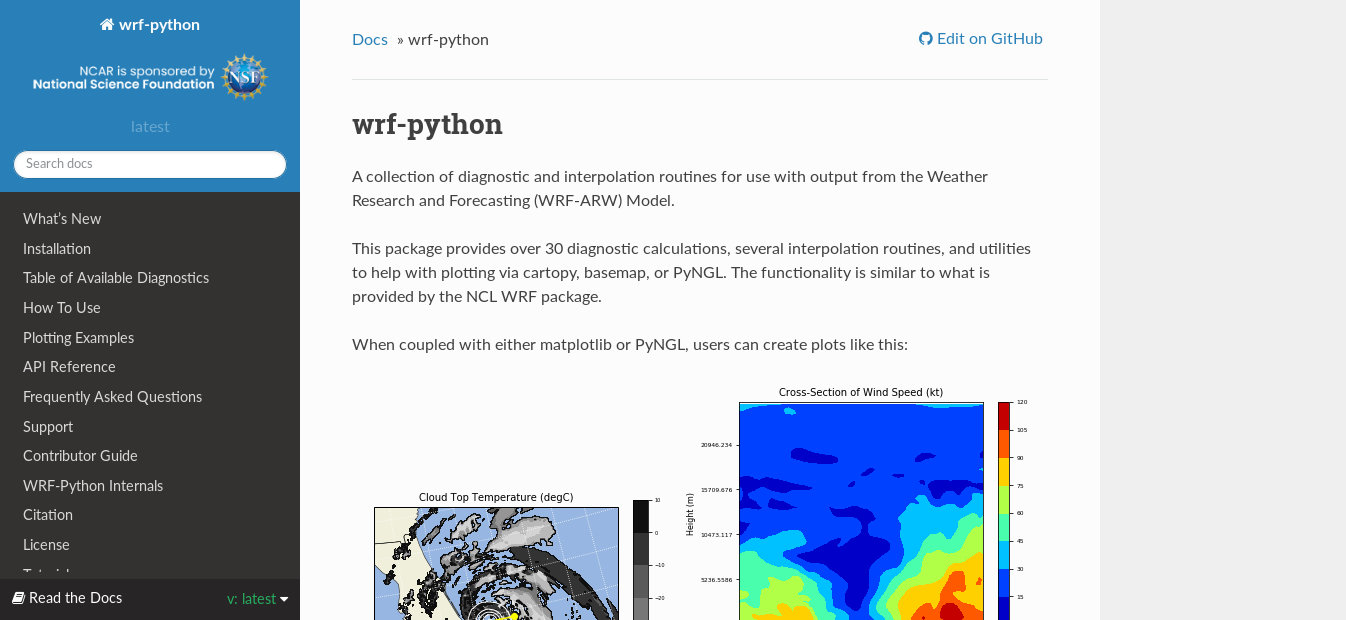 wrf-python
NCAR is sponsored by
National Science Foundation
NSF
latest
Search docs
What's New
Installation
Table of Available Diagnostics
How To Use
Plotting Examples
API Reference
Frequently Asked Questions
Support
Contributor Guide
WRF-Python Internals
Citation
License
Read the Docs
v: latest
Docs » wrf-python
Edit on GitHub
wrf-python
A collection of diagnostic and interpolation routines for use with output from the Weather
Research and Forecasting (WRF-ARW) Model.
This package provides over 30 diagnostic calculations, several interpolation routines, and utilities
to help with plotting via cartopy, basemap, or PyNGL. The functionality is similar to what is
provided by the NCL WRF package.
When coupled with either matplotlib or PyNGL, users can create plots like this:
Cloud Top Temperature (degC)
10
0
−10
−20
Cross-Section of Wind Speed (kt)
Height (m)
20946.234
15709.676
10473.117
5236.5586
120
105
90
75
60
45
30
15